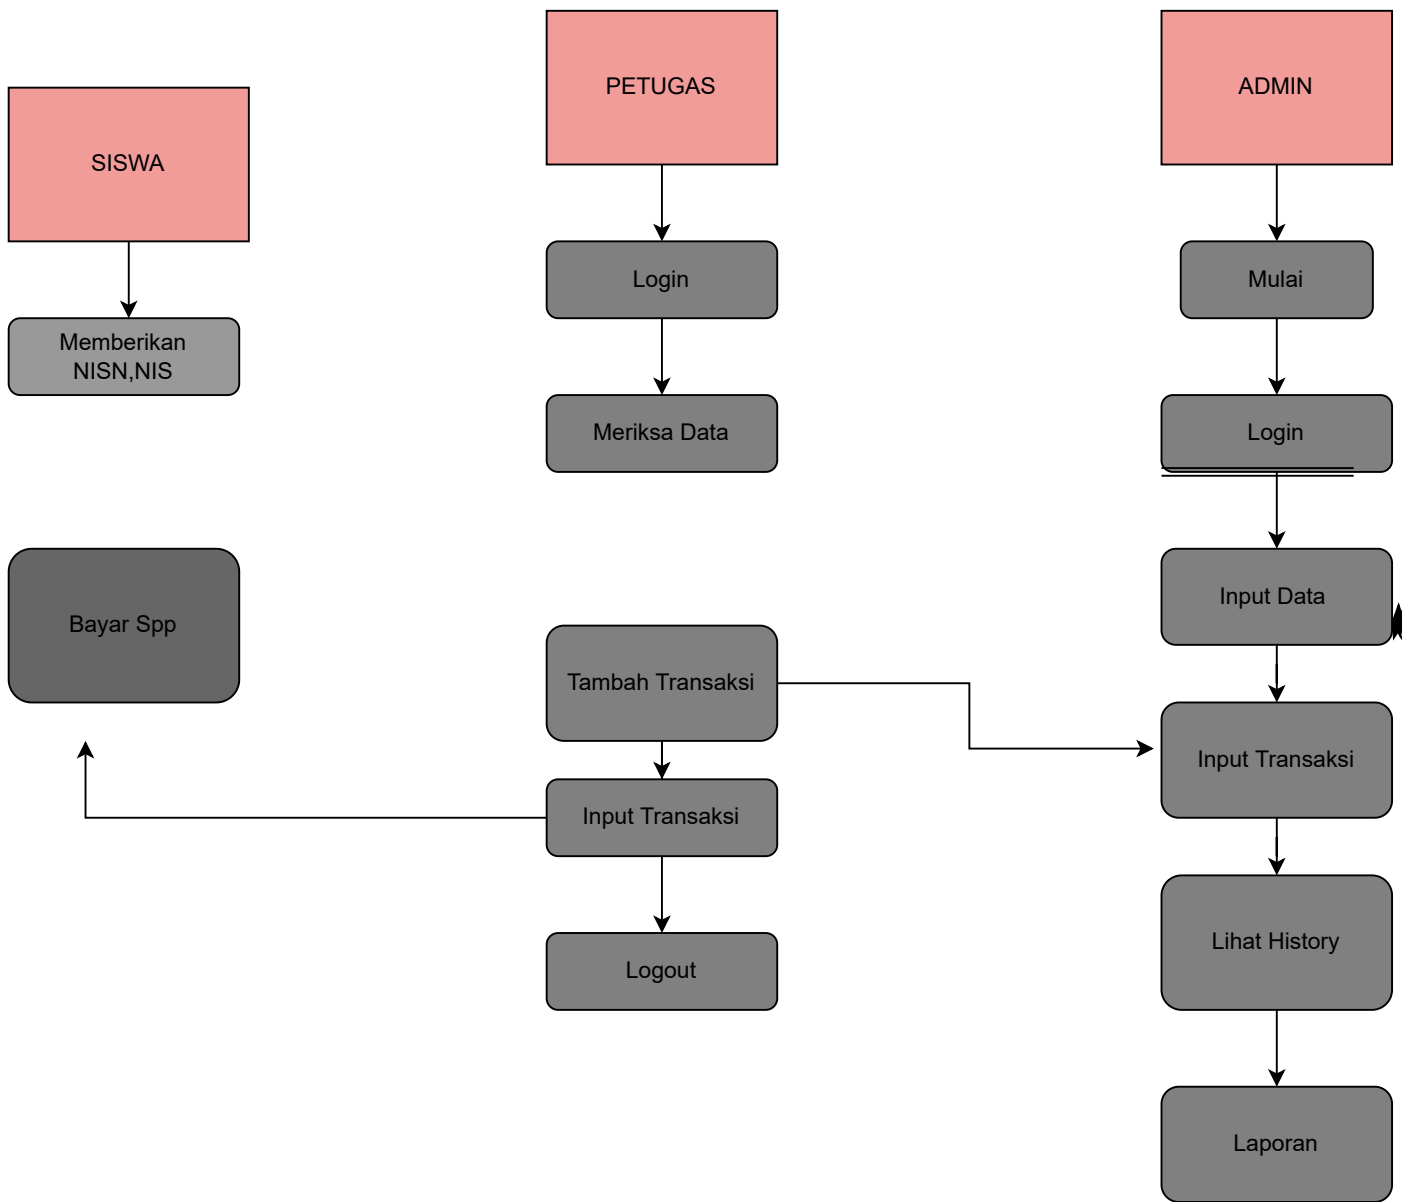 SISWA
Memberikan
NISN,NIS
Bayar Spp
PETUGAS
Login
Meriksa Data
Tambah Transaksi
Input Transaksi
Logout
ADMIN
Mulai
Login
Input Data
Input Transaksi
Lihat History
Laporan